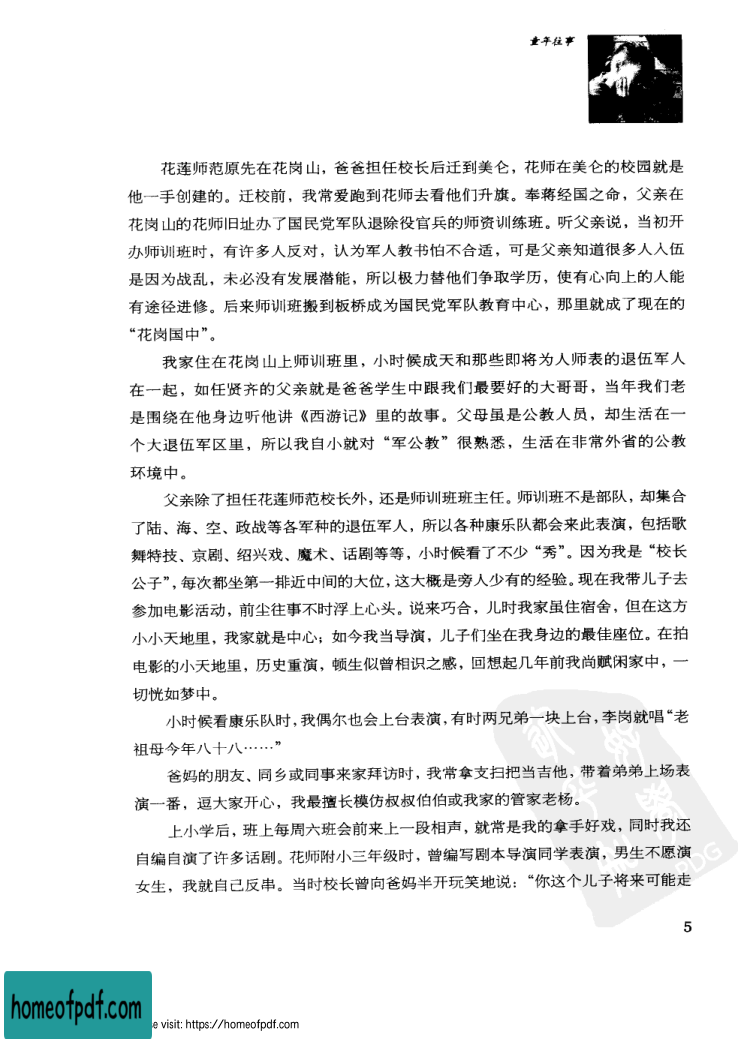 童年往事
花莲师范原先在花岗山，爸爸担任校长后迁到美仑，花师在美仑的校园就是
他一手创建的。迁校前，我常爱跑到花师去看他们升旗。奉蒋经国之命，父亲在
花岗山的花师旧址办了国民党军队退除役官兵的师资训练班。听父亲说，当初开
办师训班时，有许多人反对，认为军人教书怕不合适，可是父亲知道很多人入伍
是因为战乱，未必没有发展潜能，所以极力替他们争取学历，使有心向上的人能
有途径进修。后来师训班搬到板桥成为国民党军队教育中心，那里就成了现在的
“花岗国中”。
我家住在花岗山上师训班里，小时候成天和那些即将为人师表的退伍军人
在一起，如任贤齐的父亲就是爸爸学生中跟我们最要好的大哥哥，当年我们老
是围绕在他身边听他讲《西游记》里的故事。父母虽是公教人员，却生活在一
个大退伍军区里，所以我自小就对“军公教”很熟悉，生活在非常外省的公教
环境中。
父亲除了担任花莲师范校长外，还是师训班班主任。师训班不是部队，却集合
了陆、海、空、政战等各军种的退伍军人，所以各种康乐队都会来此表演，包括歌
舞特技、京剧、绍兴戏、魔术、话剧等等，小时候看了不少“秀”。因为我是“校长
公子”，每次都坐第一排近中间的大位，这大概是旁人少有的经验。现在我带儿子去
参加电影活动，前尘往事不时浮上心头。说来巧合，儿时我家虽住宿舍，但在这方
小小天地里，我家就是中心；如今我当导演，儿子们坐在我身边的最佳座位。在拍
电影的小天地里，历史重演，顿生似曾相识之感，回想起几年前我尚赋闲家中，一
切恍如梦中。
小时候看康乐队时，我偶尔也会上台表演，有时两兄弟一块上台，李岗就唱“老
祖母今年八十八……”
爸妈的朋友、同乡或同事来家拜访时，我常拿支扫把当吉他，带着弟弟上场表
演一番，逗大家开心，我最擅长模仿叔叔伯伯或我家的管家老杨。
上小学后，班上每周六班会前来上一段相声，就常是我的拿手好戏，同时我还
自编自演了许多话剧。花师附小三年级时，曾编写剧本导演同学表演，男生不愿演
女生，我就自己反串。当时校长曾向爸妈半开玩笑地说：“你这个儿子将来可能走
PDG
5
homeofpdf.com
e visit: https://homeofpdf.com